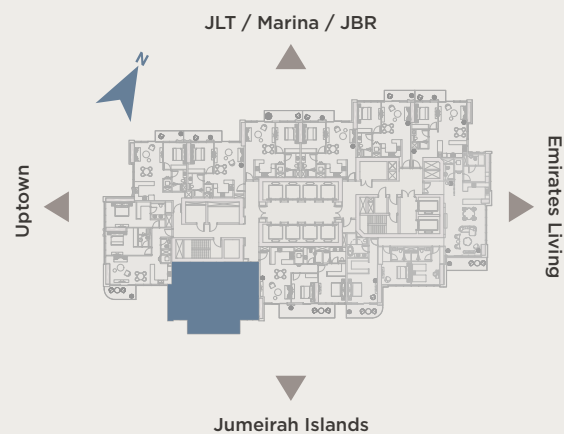 JLT / Marina / JBR
N
Uptown
Emirates Living
Jumeirah Islands